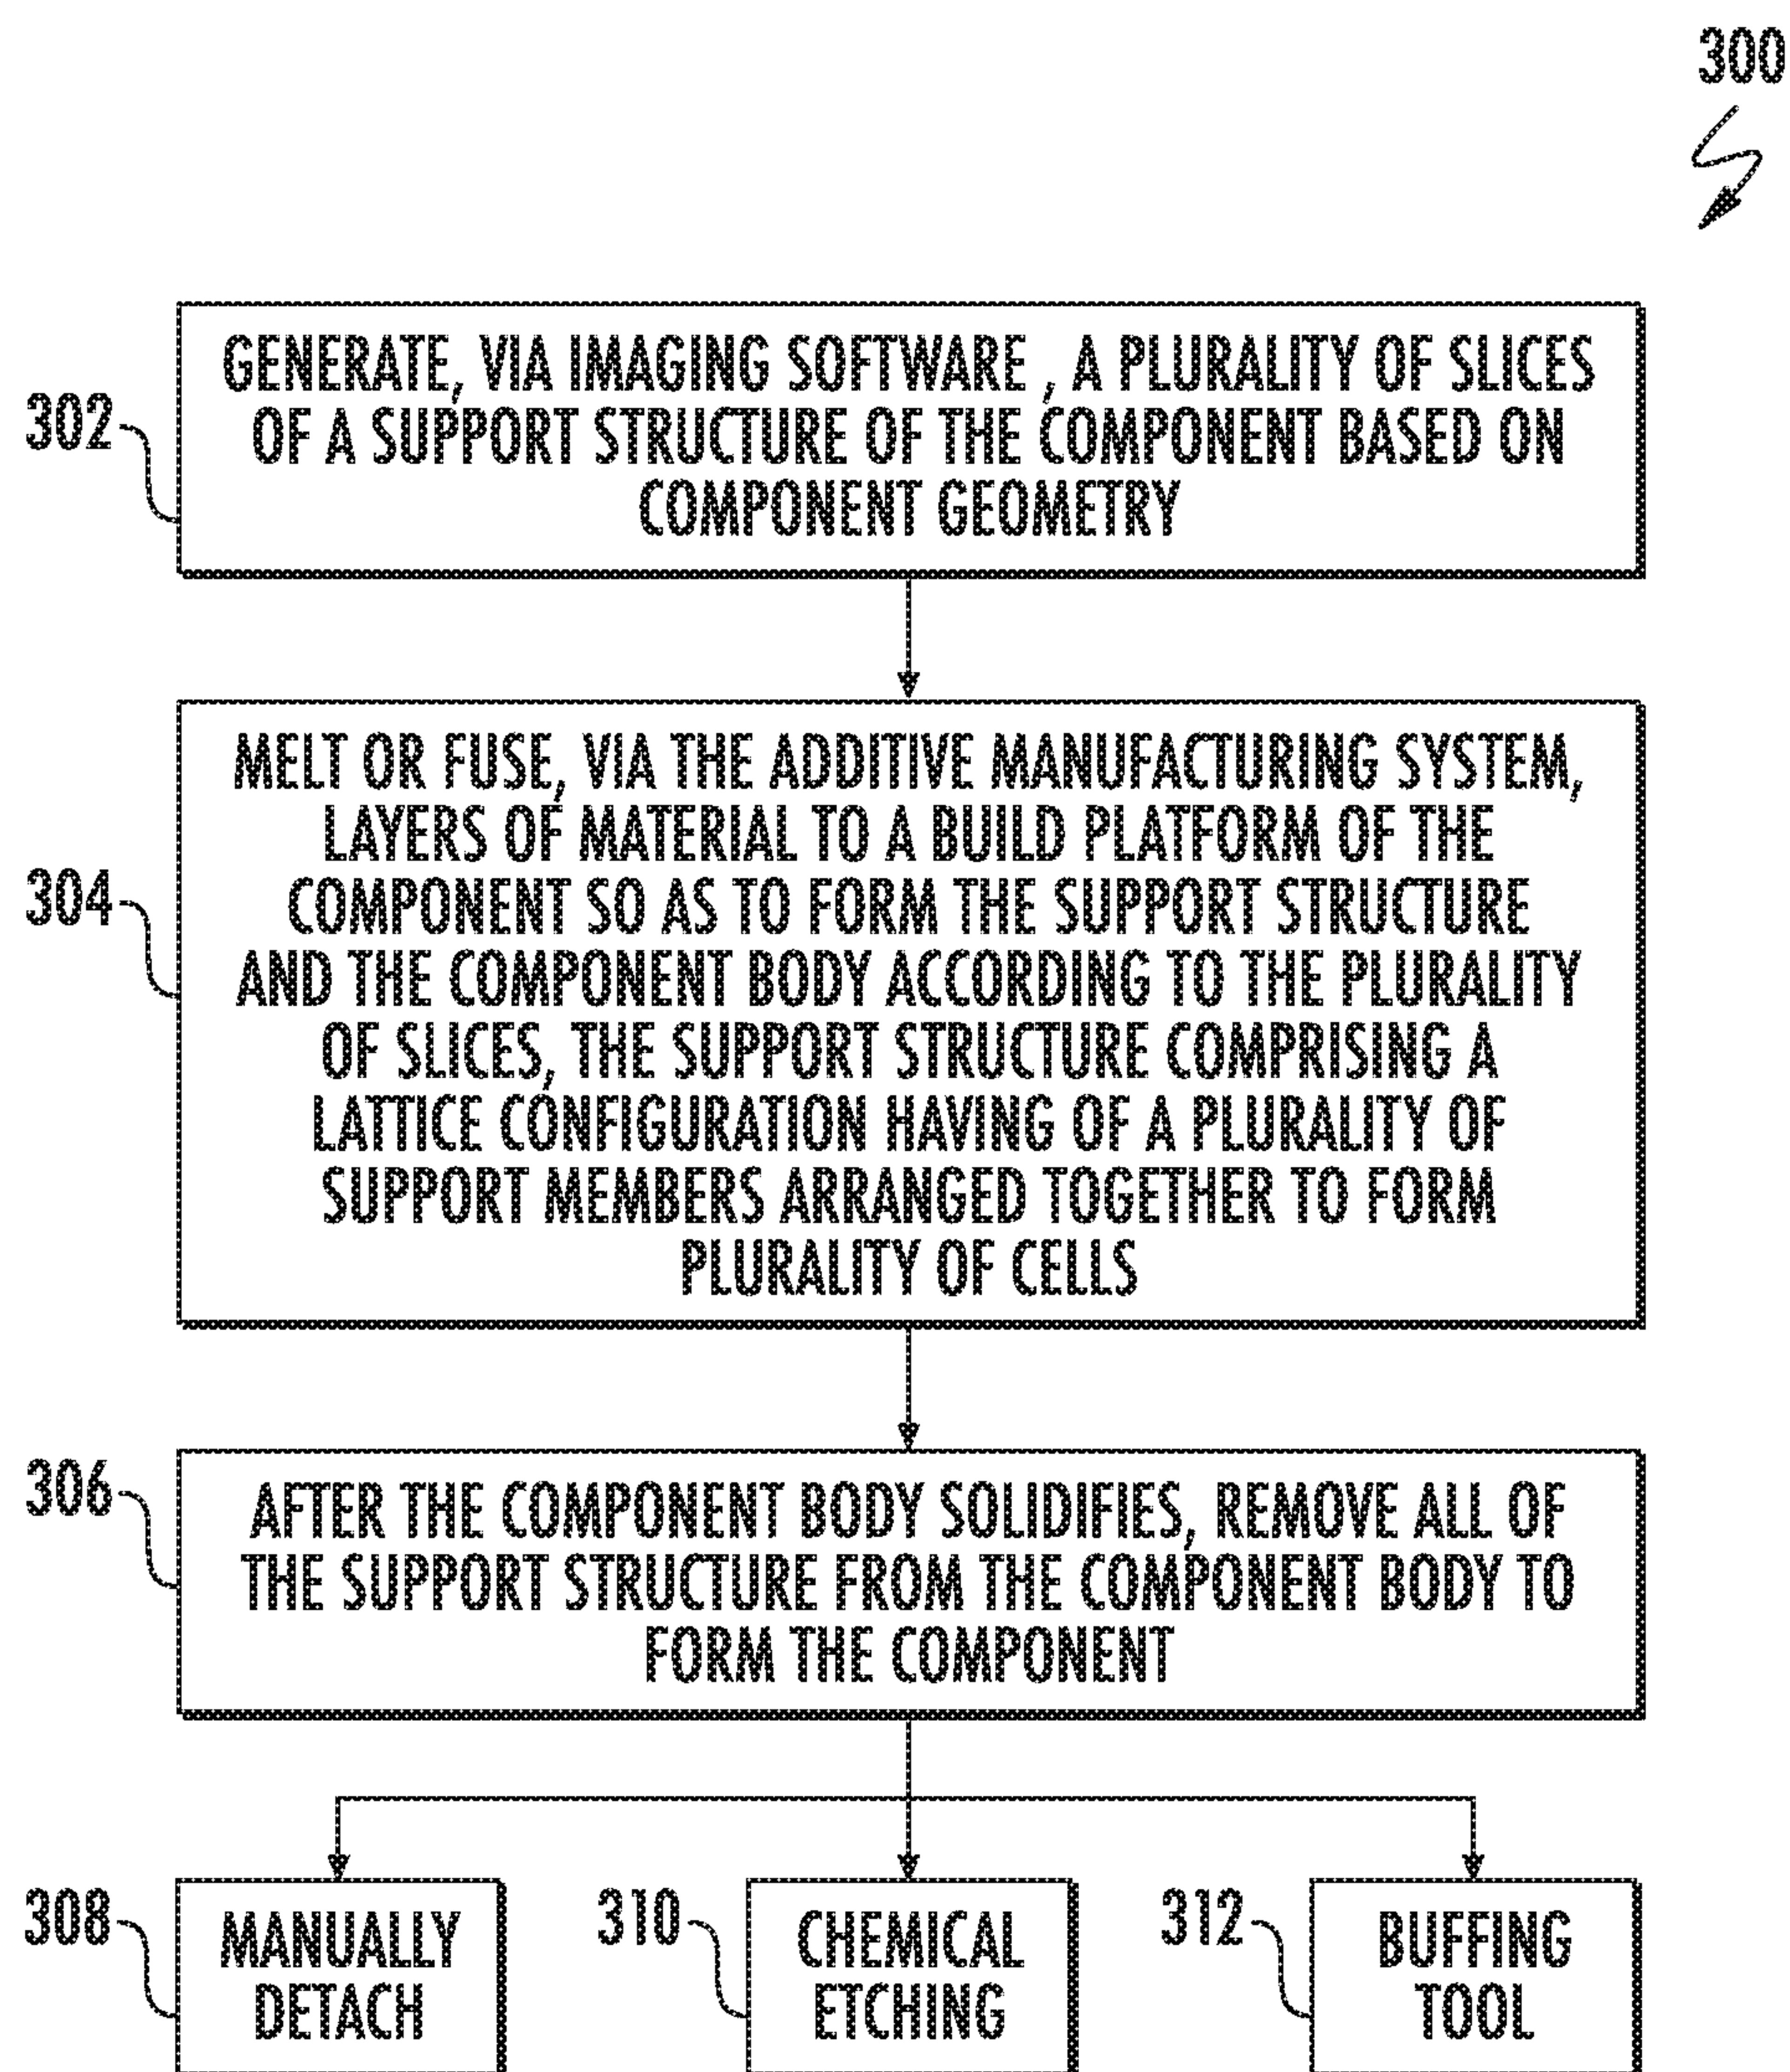 300
302
GENERATE, VIA IMAGING SOFTWARE , A PLURALITY OF SLICES
OF A SUPPORT STRUCTURE OF THE COMPONENT BASED ON
COMPONENT GEOMETRY
304
MELT OR FUSE, VIA THE ADDITIVE MANUFACTURING SYSTEM,
LAYERS OF MATERIAL TO A BUILD PLATFORM OF THE
COMPONENT SO AS TO FORM THE SUPPORT STRUCTURE
AND THE COMPONENT BODY ACCORDING TO THE PLURALITY
OF SLICES, THE SUPPORT STRUCTURE COMPRISING A
LATTICE CONFIGURATION HAVING OF A PLURALITY OF
SUPPORT MEMBERS ARRANGED TOGETHER TO FORM
PLURALITY OF CELLS
306
AFTER THE COMPONENT BODY SOLIDIFIES, REMOVE ALL OF
THE SUPPORT STRUCTURE FROM THE COMPONENT BODY TO
FORM THE COMPONENT
308
MANUALLY
DETACH
310
CHEMICAL
ETCHING
312
BUFFING
TOOL